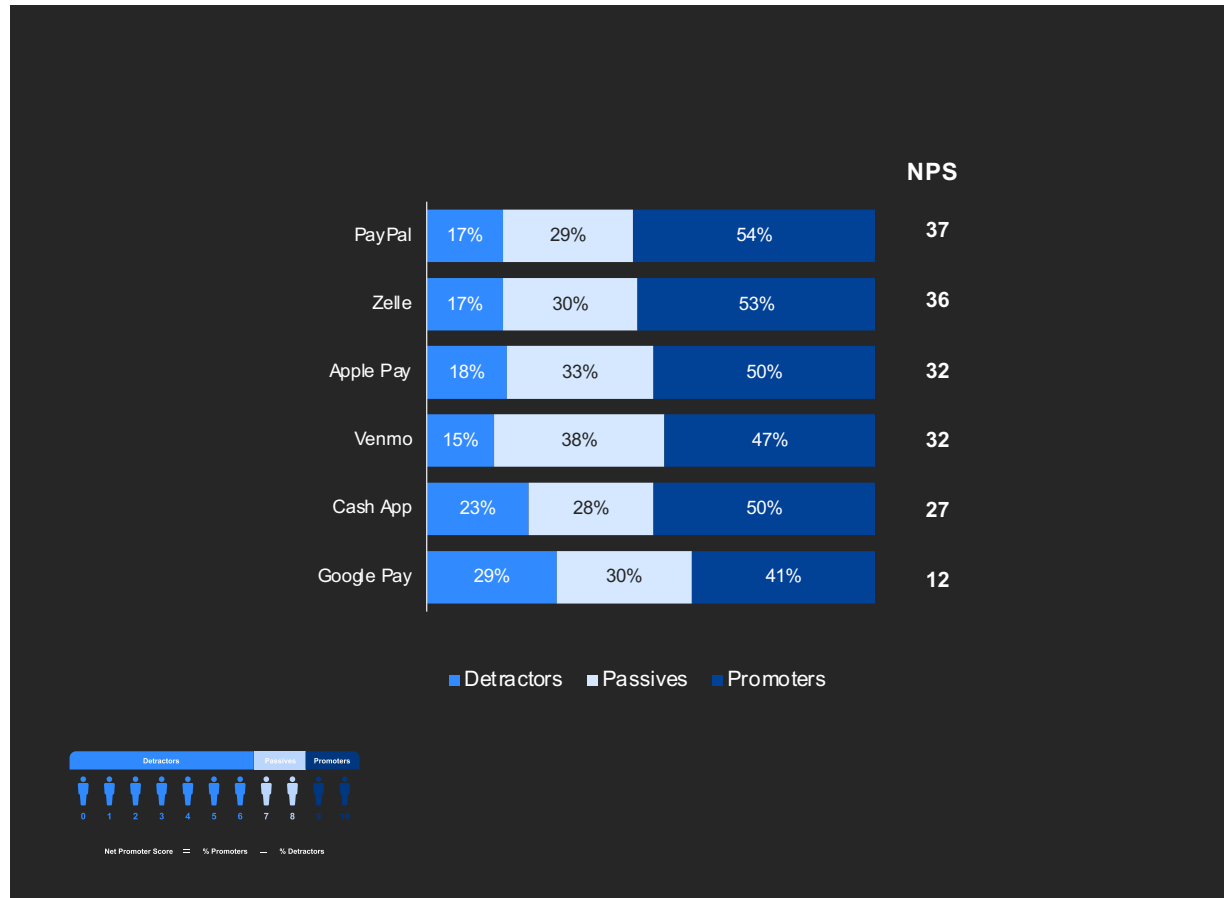 NPS
PayPal 17% 29% 54% 37
Zelle 17% 30% 53% 36
Apple Pay 18% 33% 50% 32
Venmo 15% 38% 47% 32
Cash App 23% 28% 50% 27
Google Pay 29% 30% 41% 12
Detractors Passives Promoters
Detractors Passives Promoters
0 1 2 3 4 5 6 7 8 9 10
Net Promoter Score = % Promoters – % Detractors